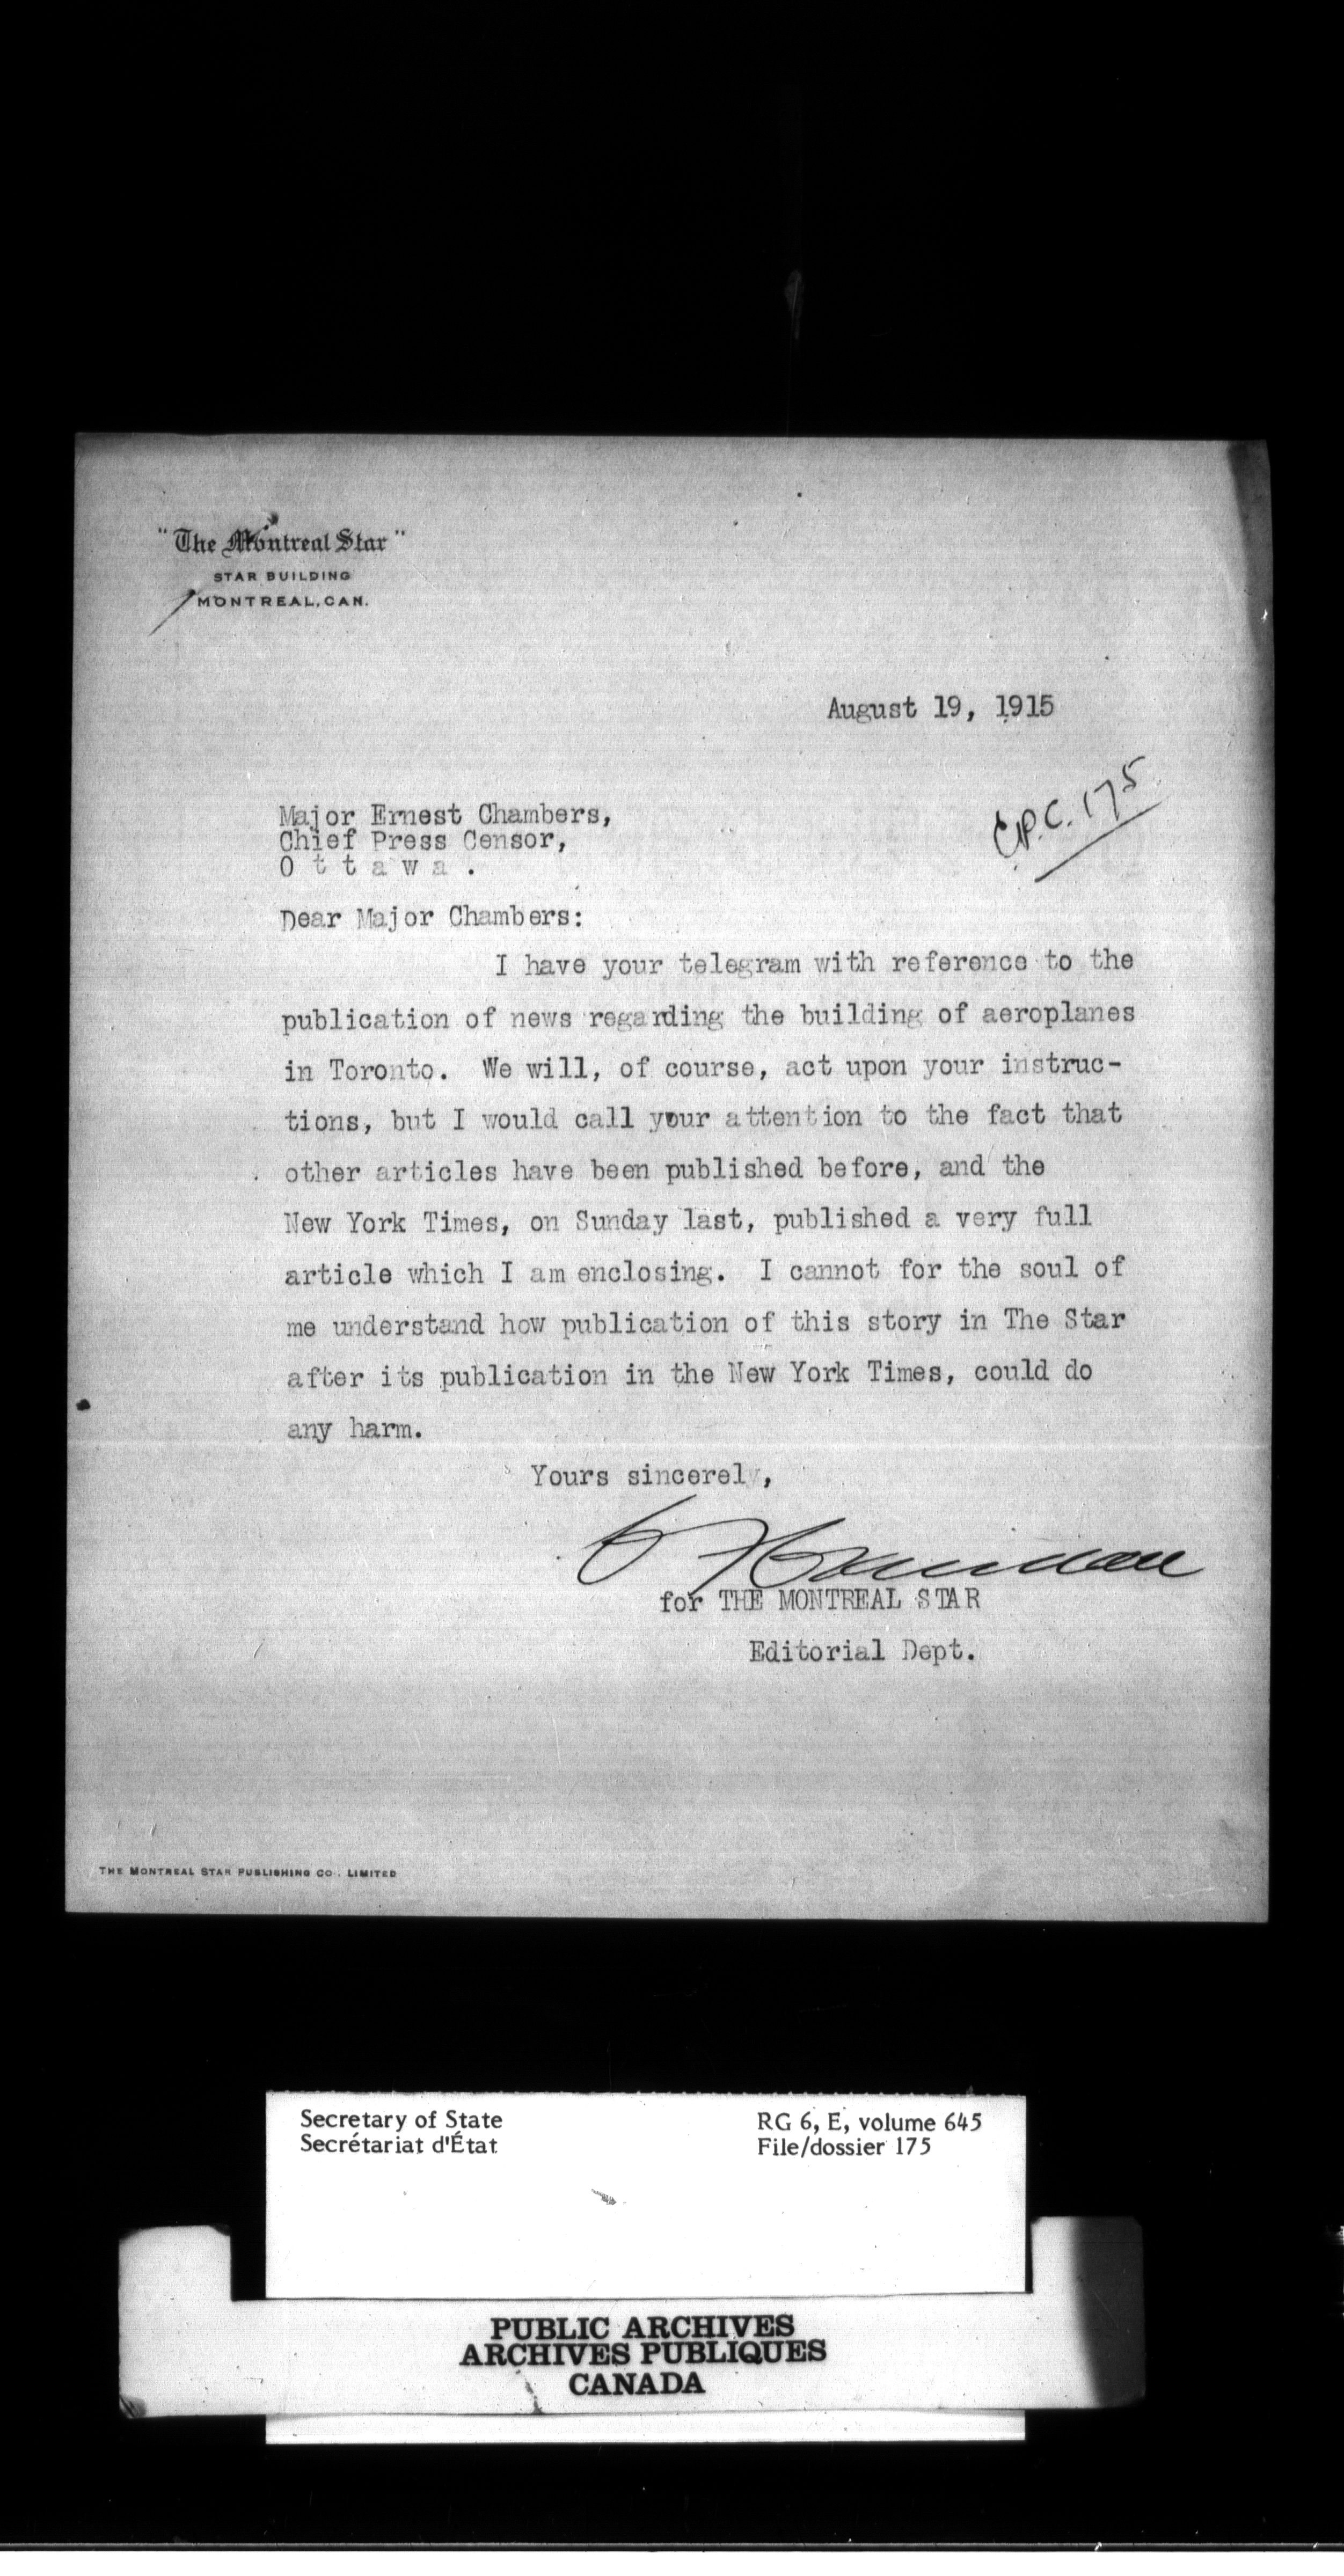 "The Montreal Star"
STAR BUILDING
MONTREAL, CAN.
August 19, 1915
C.P.C. 175
Major Ernest Chambers,
Chief Press Censor,
O t t a w a .
Dear Major Chambers:
I have your telegram with reference to the
publication of news regarding the building of aeroplanes
in Toronto. We will, of course, act upon your instruc-
tions, but I would call your attention to the fact that
other articles have been published before, and the
New York Times, on Sunday last, published a very full
article which I am enclosing. I cannot for the soul of
me understand how publication of this story in The Star
after its publication in the New York Times, could do
any harm.
Yours sincerely,
for THE MONTREAL STAR
Editorial Dept.
THE MONTREAL STAR PUBLISHING CO. LIMITED
Secretary of State
Secrétariat d'État
RG 6, E, volume 645
File/dossier 175
PUBLIC ARCHIVES
ARCHIVES PUBLIQUES
CANADA